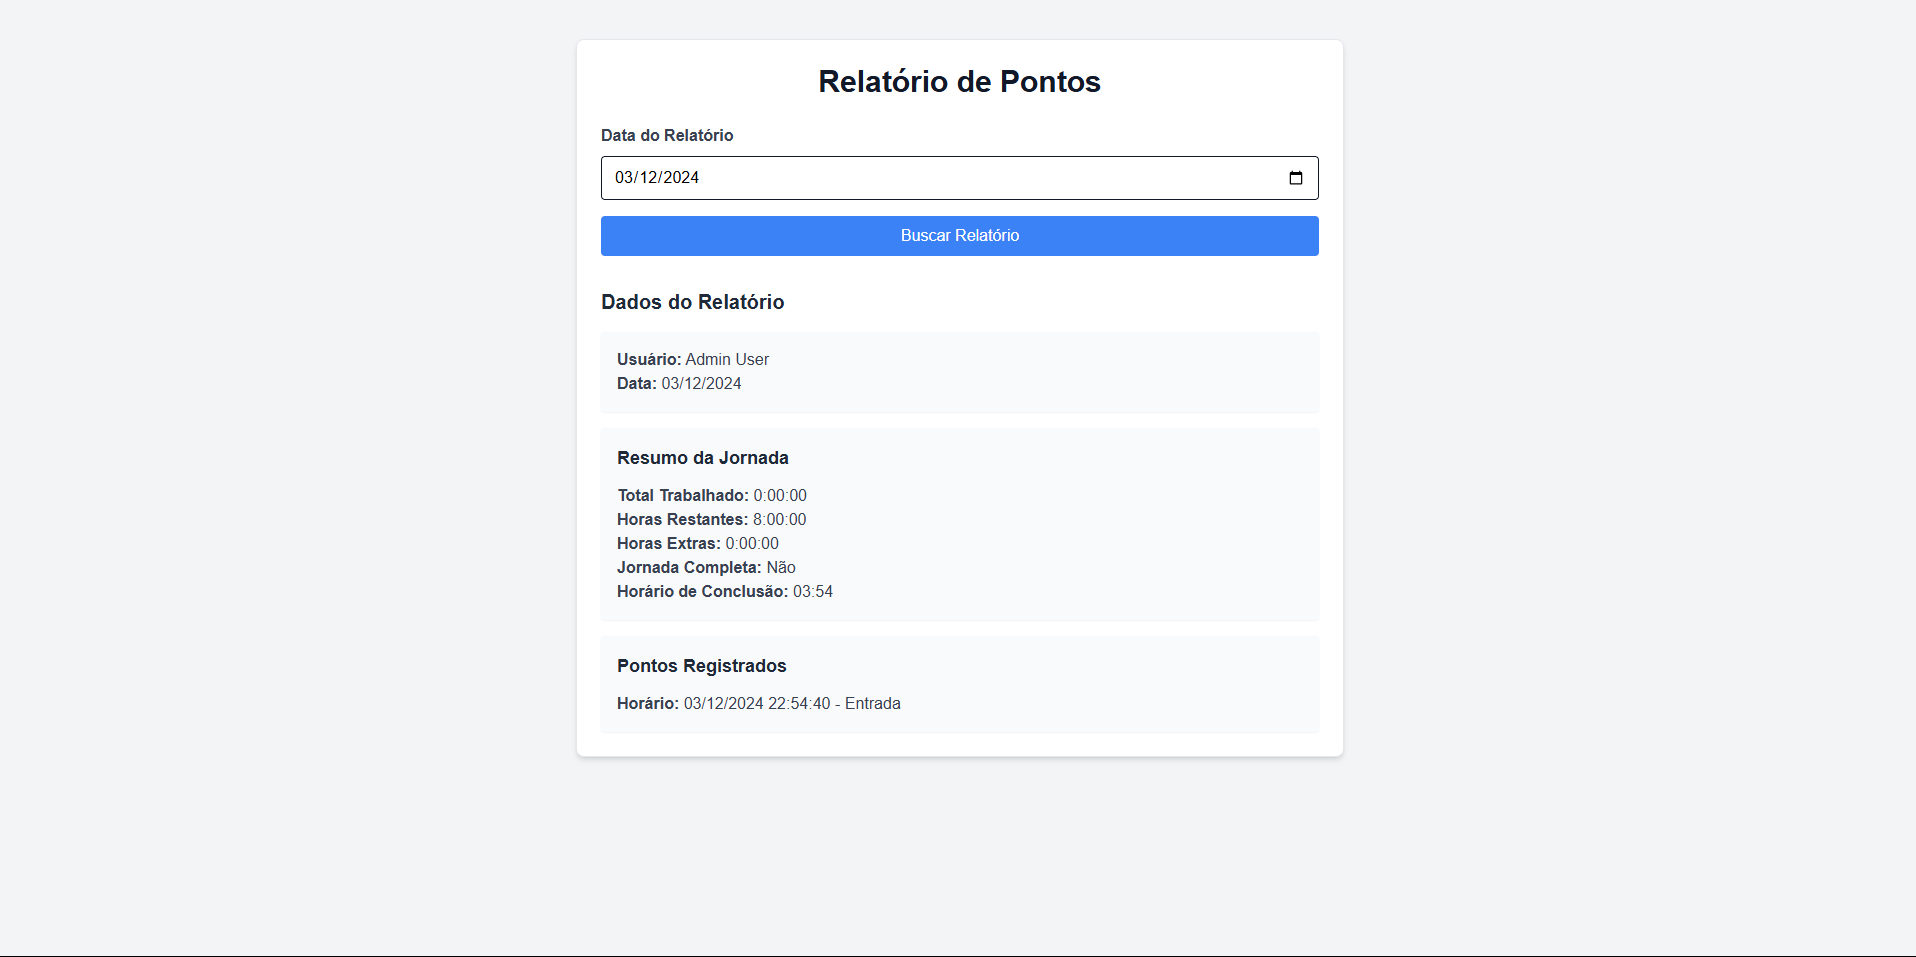 Relatório de Pontos
Data do Relatório
03/12/2024
Buscar Relatório
Dados do Relatório
Usuário: Admin User
Data: 03/12/2024
Resumo da Jornada
Total Trabalhado: 0:00:00
Horas Restantes: 8:00:00
Horas Extras: 0:00:00
Jornada Completa: Não
Horário de Conclusão: 03:54
Pontos Registrados
Horário: 03/12/2024 22:54:40 - Entrada